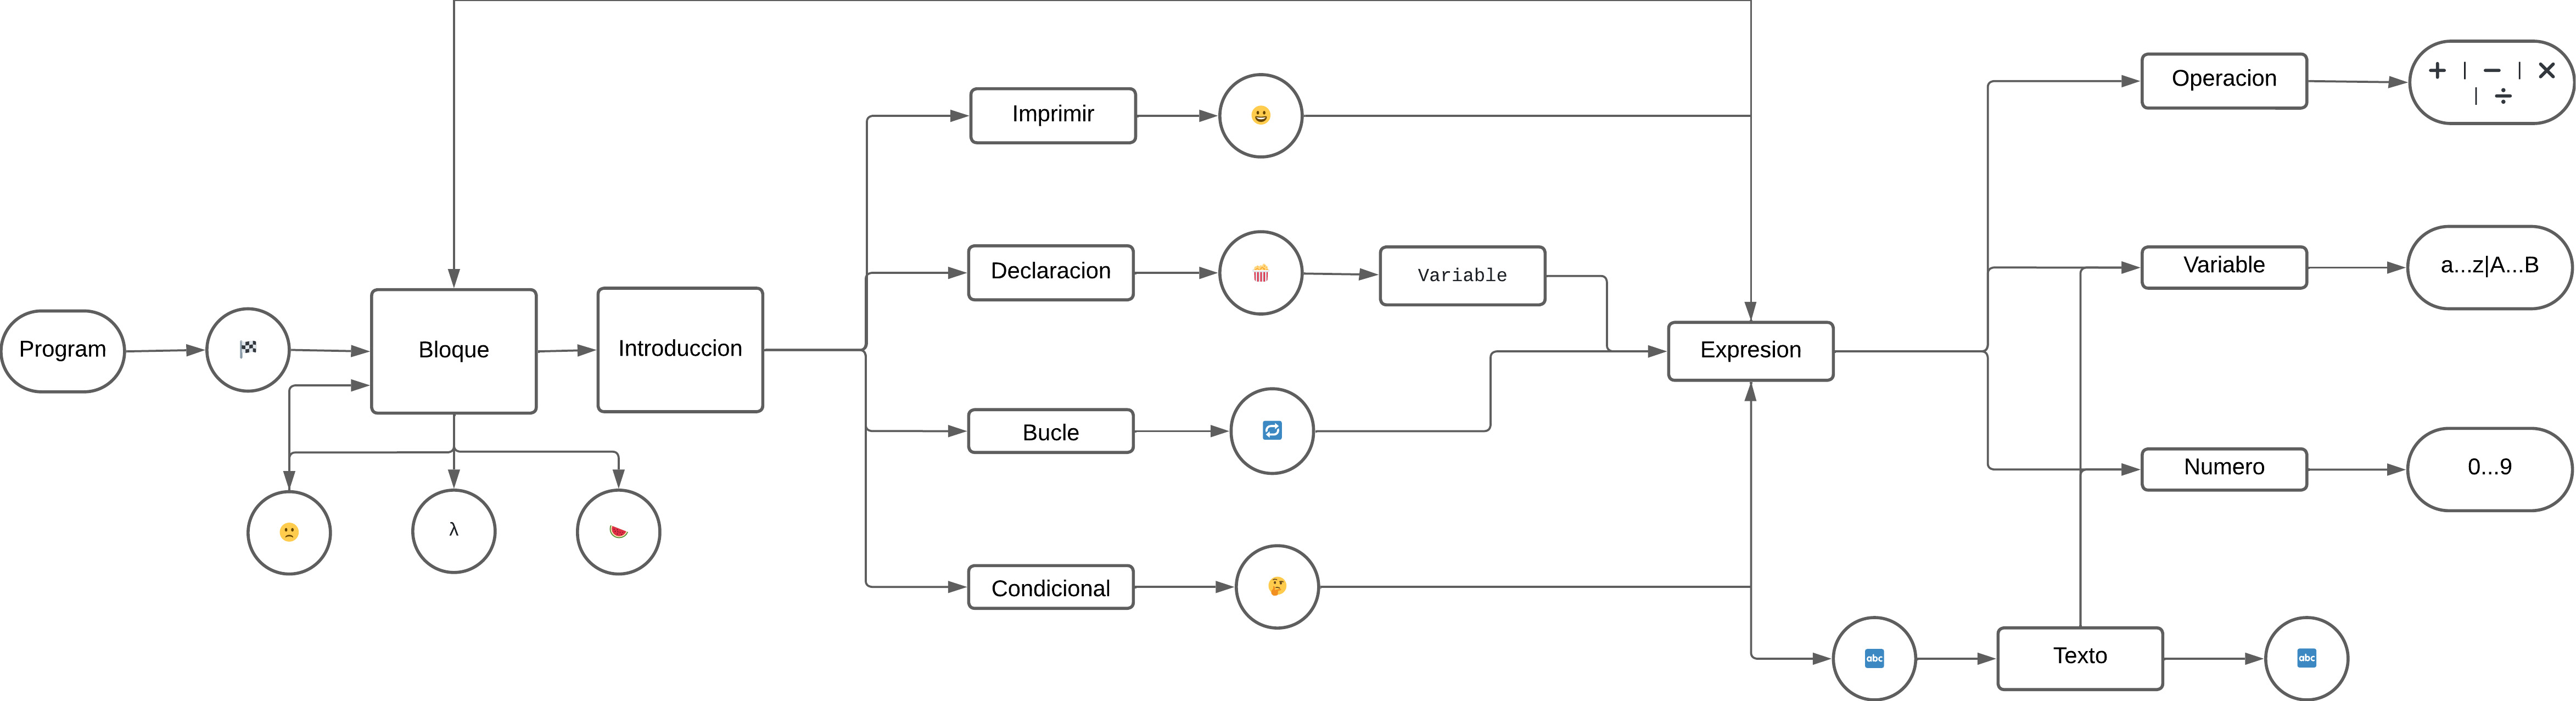 Program
Bloque
Introduccion
λ
Imprimir
Declaracion
Variable
Bucle
Condicional
Expresion
Operacion
+ | − | ×
| ÷
Variable
a...z|A...B
Numero
0...9
abc
Texto
abc